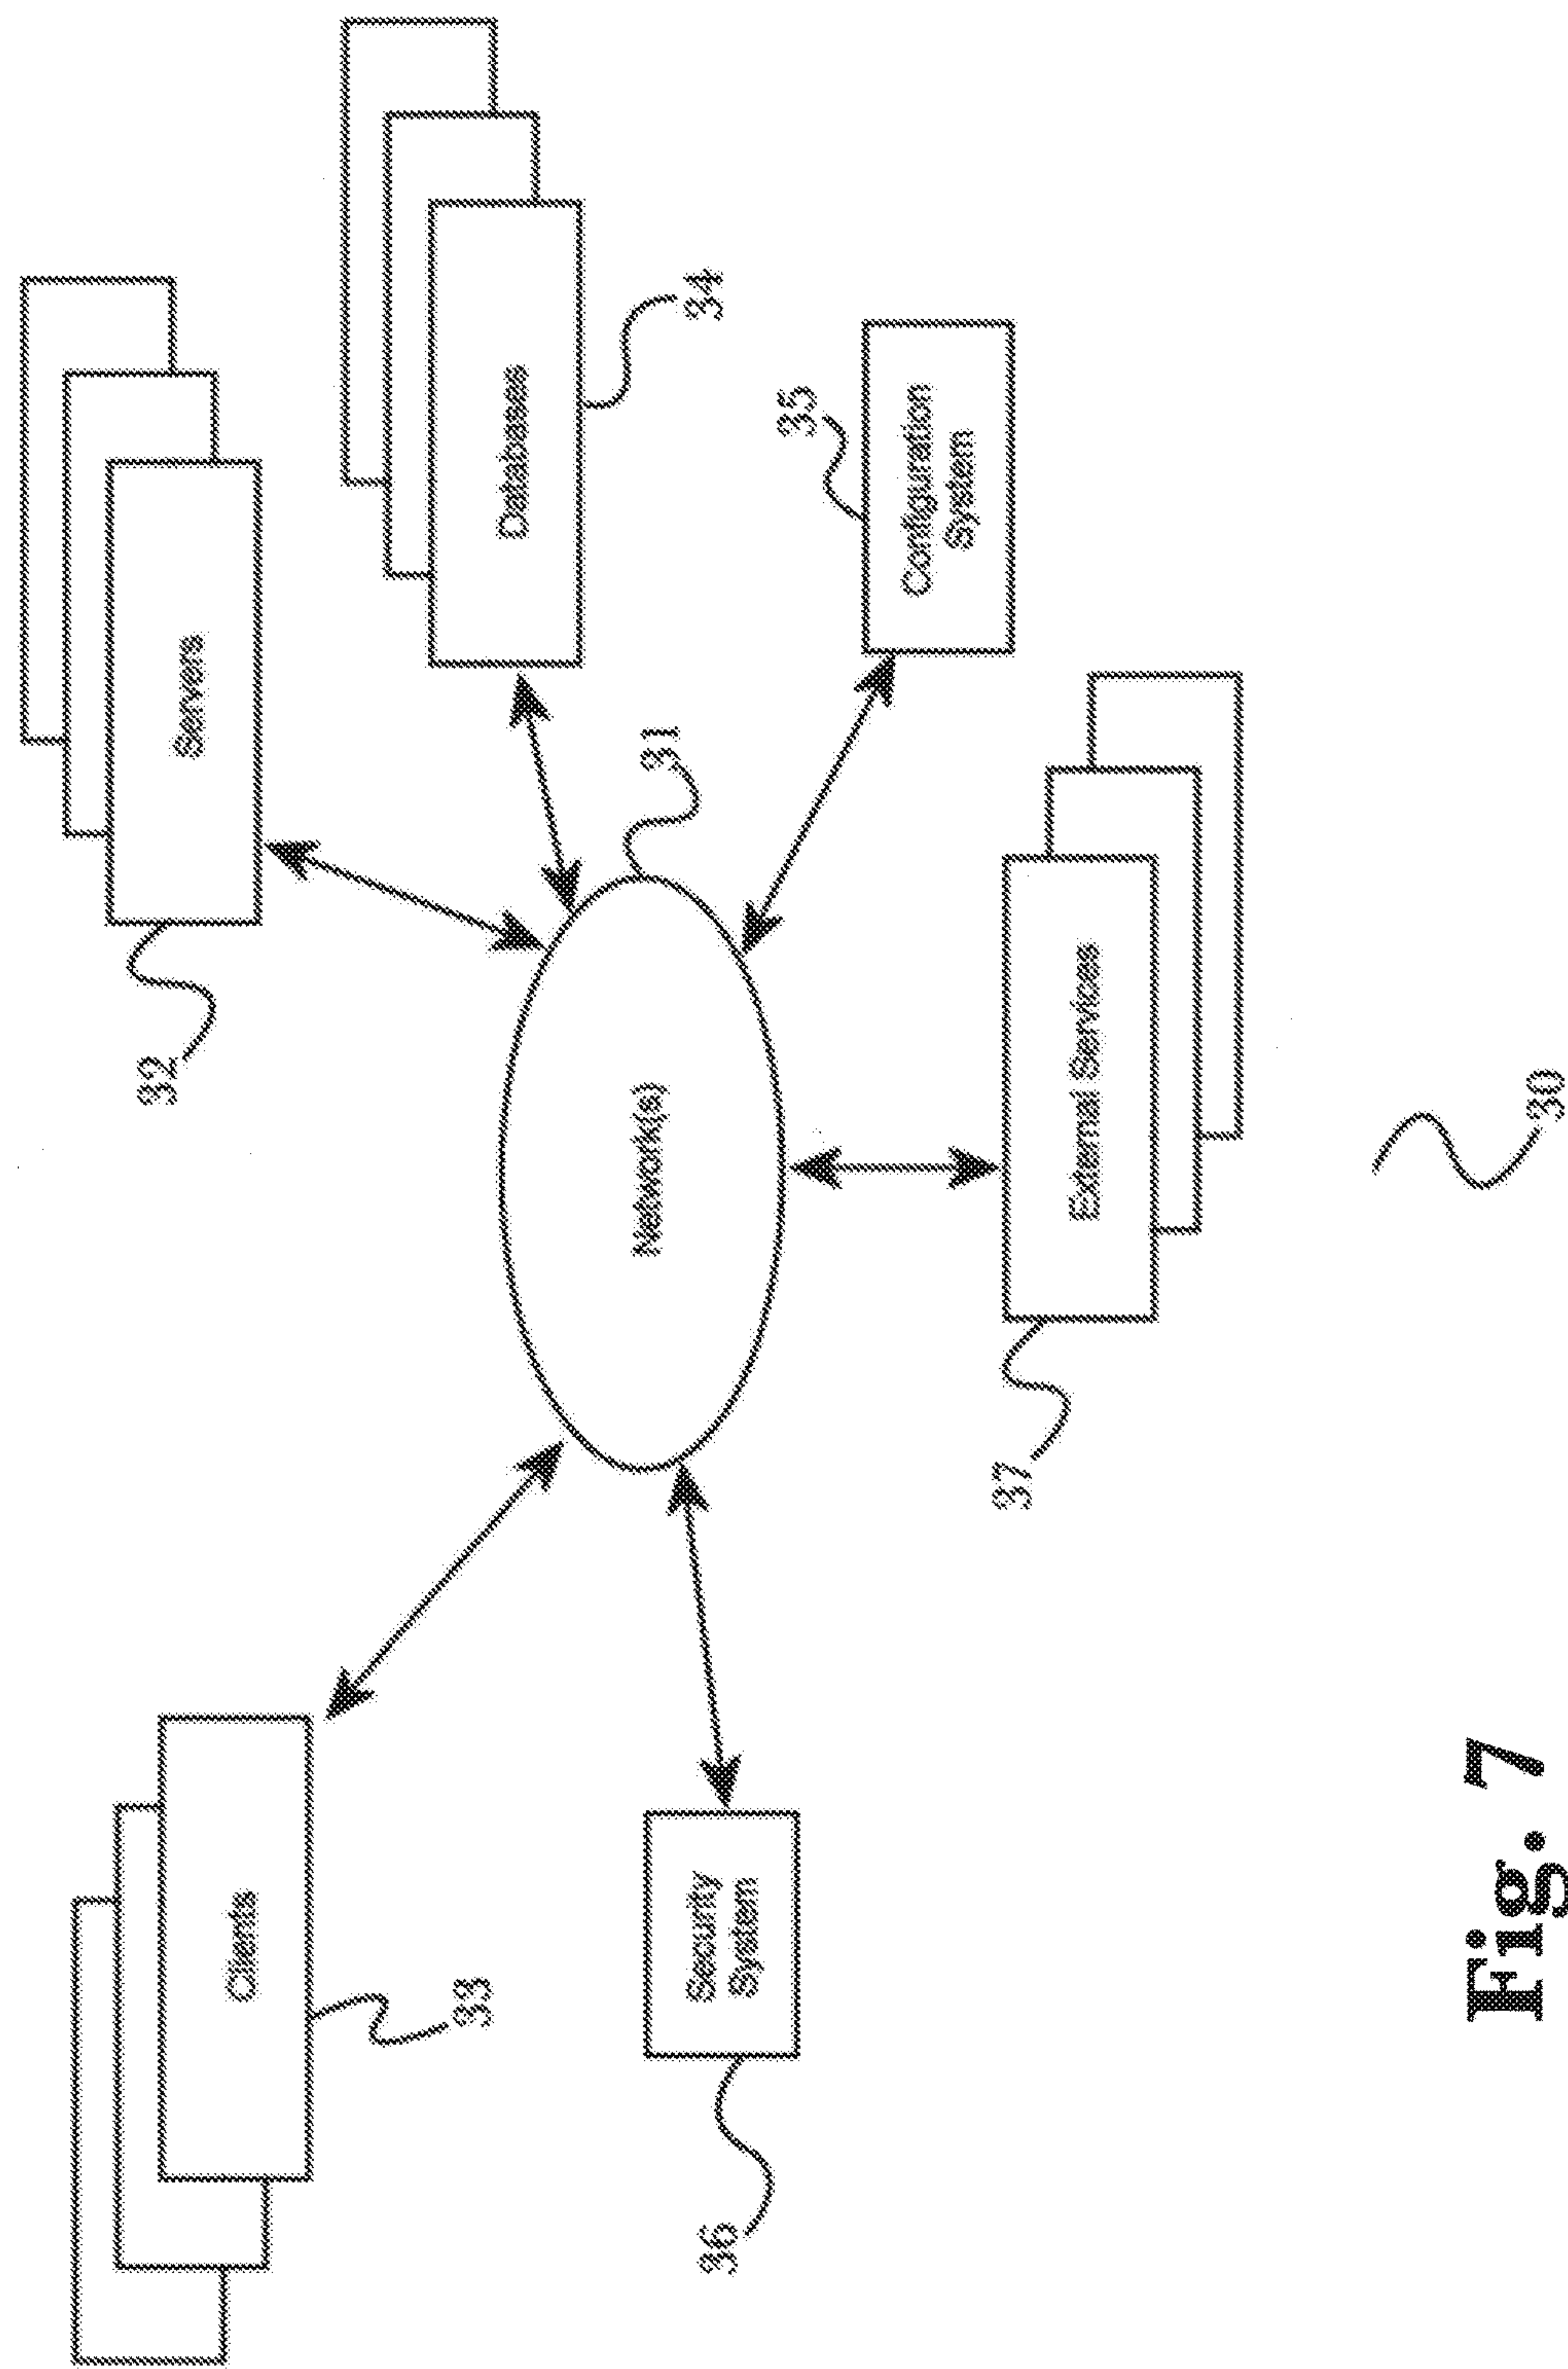 32
Servers
Clients
33
Databases
34
31
Network(s)
Security
System
36
35
Configuration
System
External Services
37
30
Fig. 7